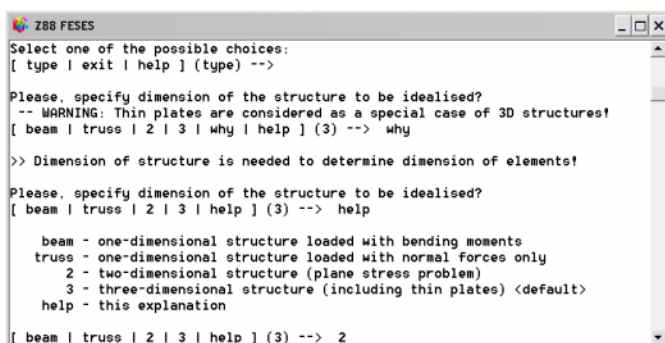 Z88 FESES
Select one of the possible choices:
[ type | exit | help ] (type) -->
Please, specify dimension of the structure to be idealised?
-- WARNING: Thin plates are considered as a special case of 3D structures!
[ beam | truss | 2 | 3 | why | help ] (3) --> why
>> Dimension of structure is needed to determine dimension of elements!
Please, specify dimension of the structure to be idealised?
[ beam | truss | 2 | 3 | help ] (3) --> help
beam - one-dimensional structure loaded with bending moments
truss - one-dimensional structure loaded with normal forces only
2 - two-dimensional structure (plane stress problem)
3 - three-dimensional structure (including thin plates) <default>
help - this explanation
[ beam | truss | 2 | 3 | help ] (3) --> 2